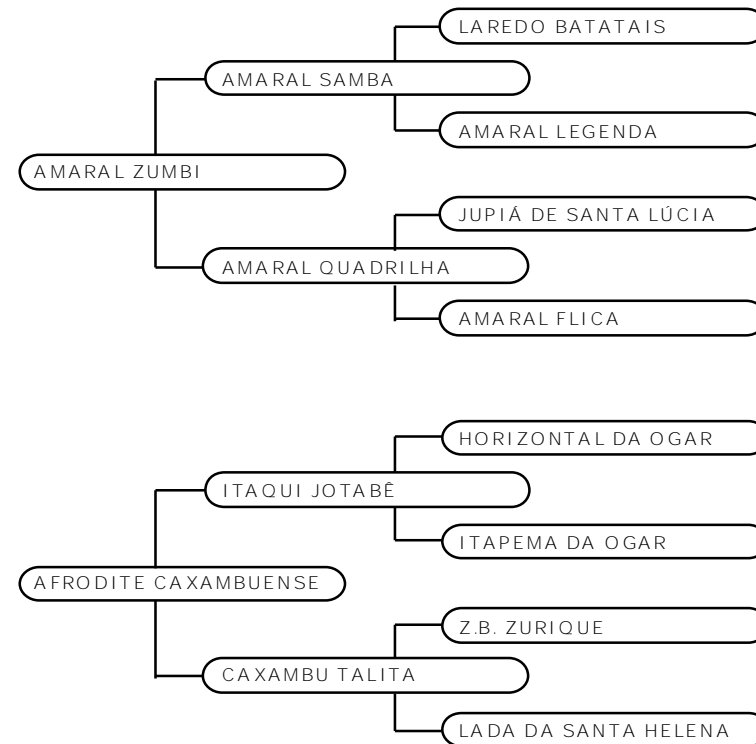 LAREDO BATATAIS
AMARAL SAMBA
AMARAL LEGENDA
AMARAL ZUMBI
JUPIÁ DE SANTA LÚCIA
AMARAL QUADRILHA
AMARAL FLICA
HORIZONTAL DA OGAR
ITAQUI JOTABÊ
ITAPEMA DA OGAR
AFRODITE CAXAMBUENSE
Z.B. ZURIQUE
CAXAMBU TALITA
LADA DA SANTA HELENA